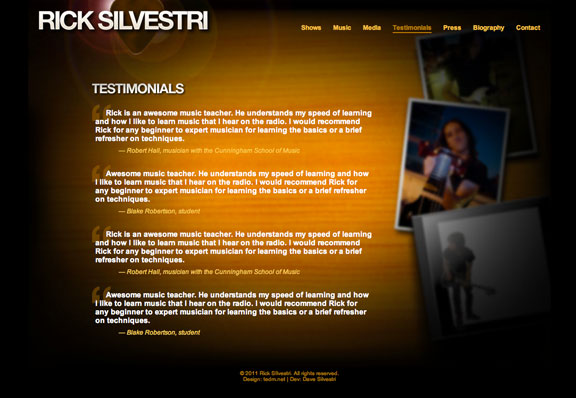 RICK SILVESTRI
Shows Music Media Testimonials Press Biography Contact
TESTIMONIALS
“ Rick is an awesome music teacher. He understands my speed of learning
and how I like to learn music that I hear on the radio. I would recommend
Rick for any beginner to expert musician for learning the basics or a brief
refresher on techniques.
— Robert Hall, musician with the Cunningham School of Music
“ Awesome music teacher. He understands my speed of learning and how
I like to learn music that I hear on the radio. I would recommend Rick for
any beginner to expert musician for learning the basics or a brief refresher
on techniques.
— Blake Robertson, student
“ Rick is an awesome music teacher. He understands my speed of learning
and how I like to learn music that I hear on the radio. I would recommend
Rick for any beginner to expert musician for learning the basics or a brief
refresher on techniques.
— Robert Hall, musician with the Cunningham School of Music
“ Awesome music teacher. He understands my speed of learning and how
I like to learn music that I hear on the radio. I would recommend Rick for
any beginner to expert musician for learning the basics or a brief refresher
on techniques.
— Blake Robertson, student
© 2011 Rick Silvestri. All rights reserved.
Design: tedm.net | Dev: Dave Silvestri